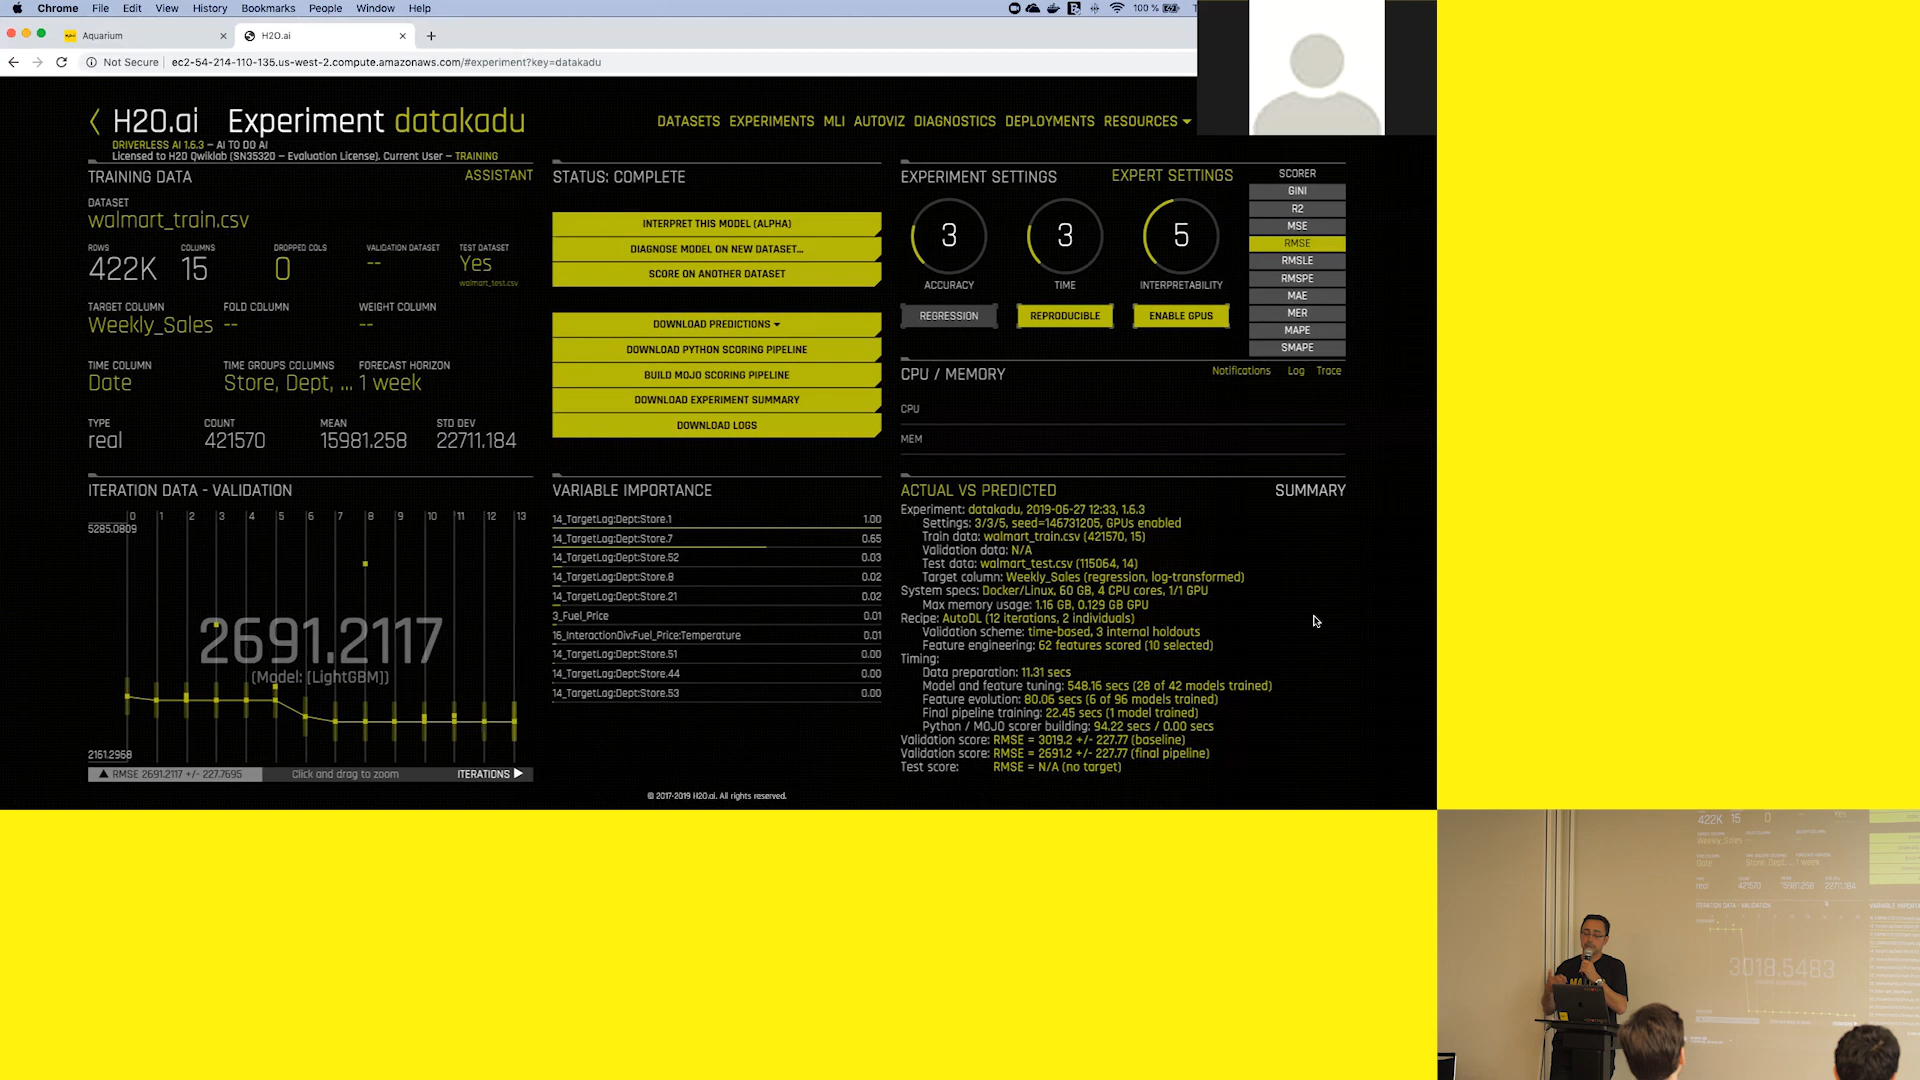 Chrome File Edit View History Bookmarks People Window Help 100 %
Aquarium H2O.ai
Not Secure ec2-54-214-110-135.us-west-2.compute.amazonaws.com/#experiment?key=datakadu
H2O.ai Experiment datakadu
DATASETS EXPERIMENTS MLI AUTOVIZ DIAGNOSTICS DEPLOYMENTS RESOURCES
DRIVERLESS AI 1.6.3 – AI TO DO AI
Licensed to H2O Qwiklab (SN35320 – Evaluation License). Current User – TRAINING
TRAINING DATA ASSISTANT
DATASET
walmart_train.csv
ROWS COLUMNS DROPPED COLS VALIDATION DATASET TEST DATASET
422K 15 0 -- Yes
walmart_test.csv
TARGET COLUMN FOLD COLUMN WEIGHT COLUMN
Weekly_Sales -- --
TIME COLUMN TIME GROUPS COLUMNS FORECAST HORIZON
Date Store, Dept, ... 1 week
TYPE COUNT MEAN STD DEV
real 421570 15981.258 22711.184
STATUS: COMPLETE
INTERPRET THIS MODEL (ALPHA)
DIAGNOSE MODEL ON NEW DATASET...
SCORE ON ANOTHER DATASET
DOWNLOAD PREDICTIONS
DOWNLOAD PYTHON SCORING PIPELINE
BUILD MOJO SCORING PIPELINE
DOWNLOAD EXPERIMENT SUMMARY
DOWNLOAD LOGS
EXPERIMENT SETTINGS EXPERT SETTINGS
3 3 5
ACCURACY TIME INTERPRETABILITY
REGRESSION REPRODUCIBLE ENABLE GPUS
SCORER
GINI
R2
MSE
RMSE
RMSLE
RMSPE
MAE
MER
MAPE
SMAPE
CPU / MEMORY Notifications Log Trace
CPU
MEM
ITERATION DATA - VALIDATION
0 1 2 3 4 5 6 7 8 9 10 11 12 13
5285.0809
2691.2117
(Model: [LightGBM])
2161.2968
RMSE 2691.2117 +/- 227.7695 Click and drag to zoom ITERATIONS
VARIABLE IMPORTANCE
14_TargetLag:Dept:Store.1 1.00
14_TargetLag:Dept:Store.7 0.65
14_TargetLag:Dept:Store.52 0.03
14_TargetLag:Dept:Store.8 0.02
14_TargetLag:Dept:Store.21 0.02
3_Fuel_Price 0.01
16_InteractionDiv:Fuel_Price:Temperature 0.01
14_TargetLag:Dept:Store.51 0.00
14_TargetLag:Dept:Store.44 0.00
14_TargetLag:Dept:Store.53 0.00
ACTUAL VS PREDICTED SUMMARY
Experiment: datakadu, 2019-06-27 12:33, 1.6.3
Settings: 3/3/5, seed=146731205, GPUs enabled
Train data: walmart_train.csv (421570, 15)
Validation data: N/A
Test data: walmart_test.csv (115064, 14)
Target column: Weekly_Sales (regression, log-transformed)
System specs: Docker/Linux, 60 GB, 4 CPU cores, 1/1 GPU
Max memory usage: 1.16 GB, 0.129 GB GPU
Recipe: AutoDL (12 iterations, 2 individuals)
Validation scheme: time-based, 3 internal holdouts
Feature engineering: 62 features scored (10 selected)
Timing:
Data preparation: 11.31 secs
Model and feature tuning: 548.16 secs (28 of 42 models trained)
Feature evolution: 80.06 secs (6 of 96 models trained)
Final pipeline training: 22.45 secs (1 model trained)
Python / MOJO scorer building: 94.22 secs / 0.00 secs
Validation score: RMSE = 3019.2 +/- 227.77 (baseline)
Validation score: RMSE = 2691.2 +/- 227.77 (final pipeline)
Test score: RMSE = N/A (no target)
© 2017-2019 H2O.ai. All rights reserved.
422K 15 0
Weekly_Sales
Date Store, Dept, ... 1 week
real 421570 15981.258 22711.184
ITERATION DATA - VALIDATION
3018.5483